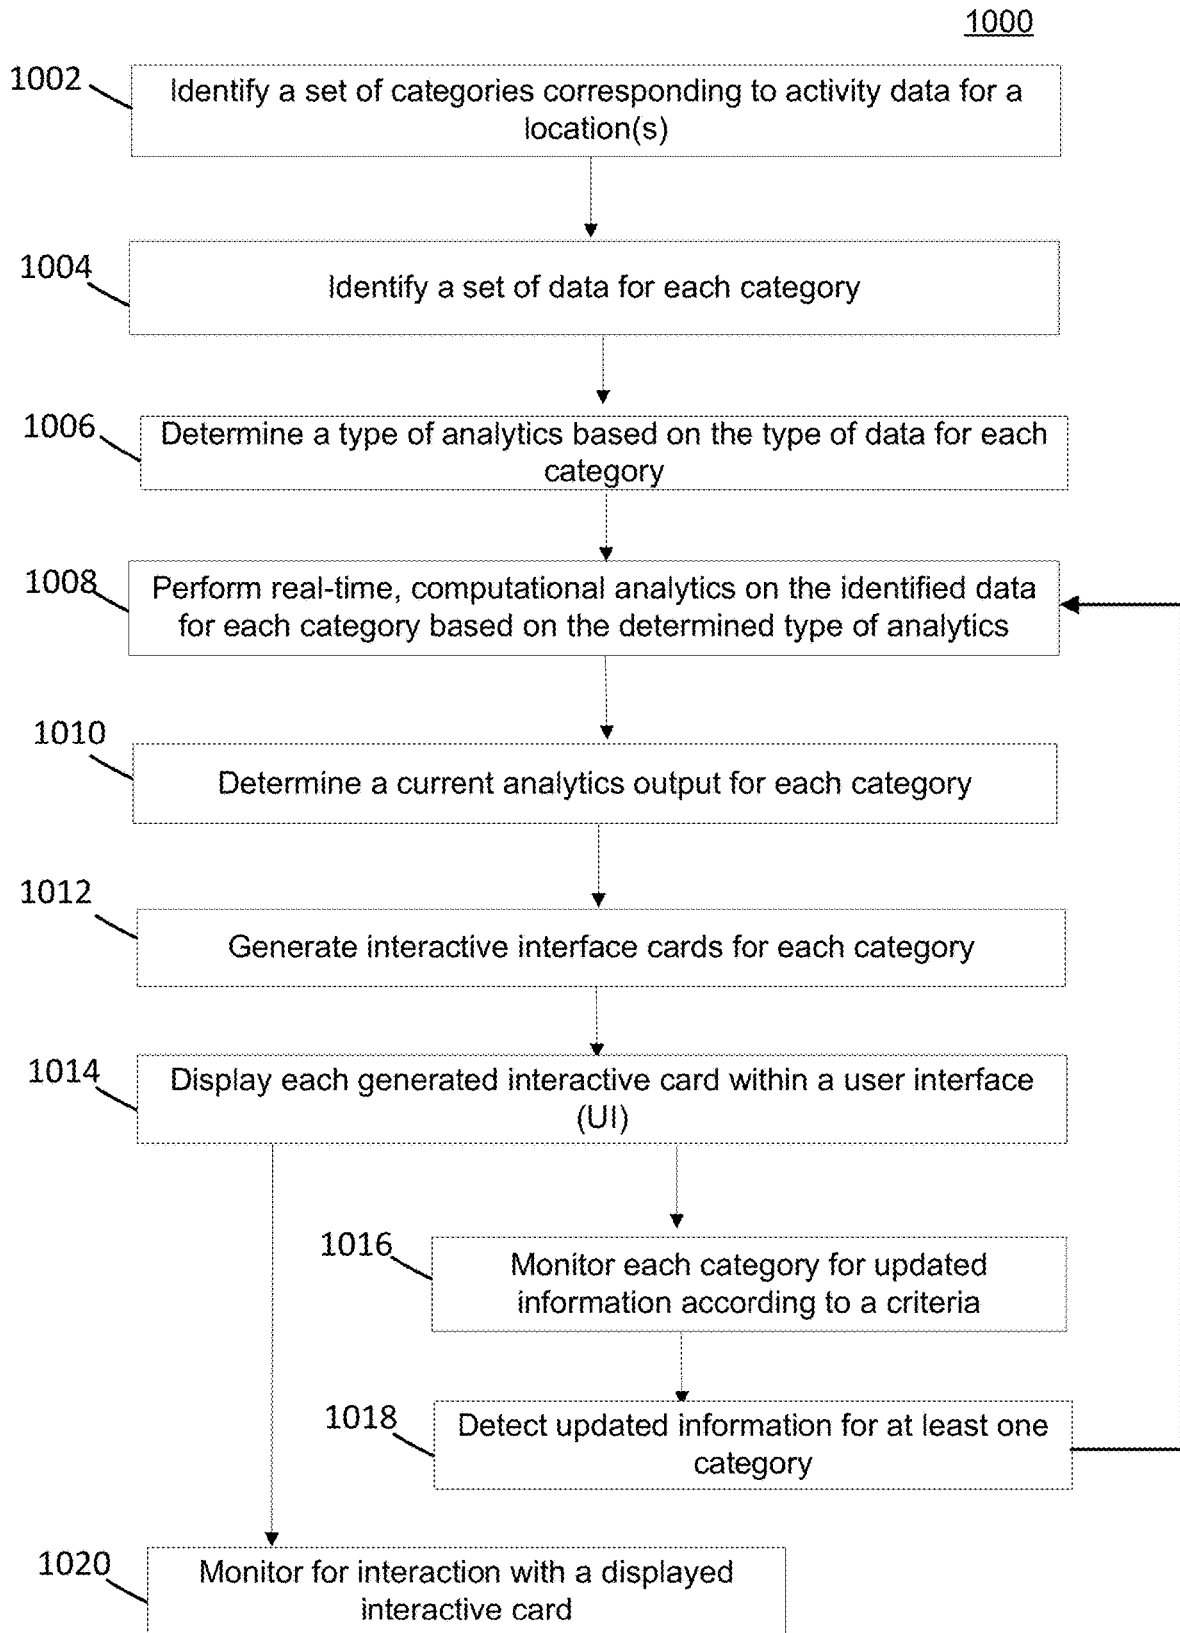 1000
1002
Identify a set of categories corresponding to activity data for a
location(s)
1004
Identify a set of data for each category
1006
Determine a type of analytics based on the type of data for each
category
1008
Perform real-time, computational analytics on the identified data
for each category based on the determined type of analytics
1010
Determine a current analytics output for each category
1012
Generate interactive interface cards for each category
1014
Display each generated interactive card within a user interface
(UI)
1016
Monitor each category for updated
information according to a criteria
1018
Detect updated information for at least one
category
1020
Monitor for interaction with a displayed
interactive card